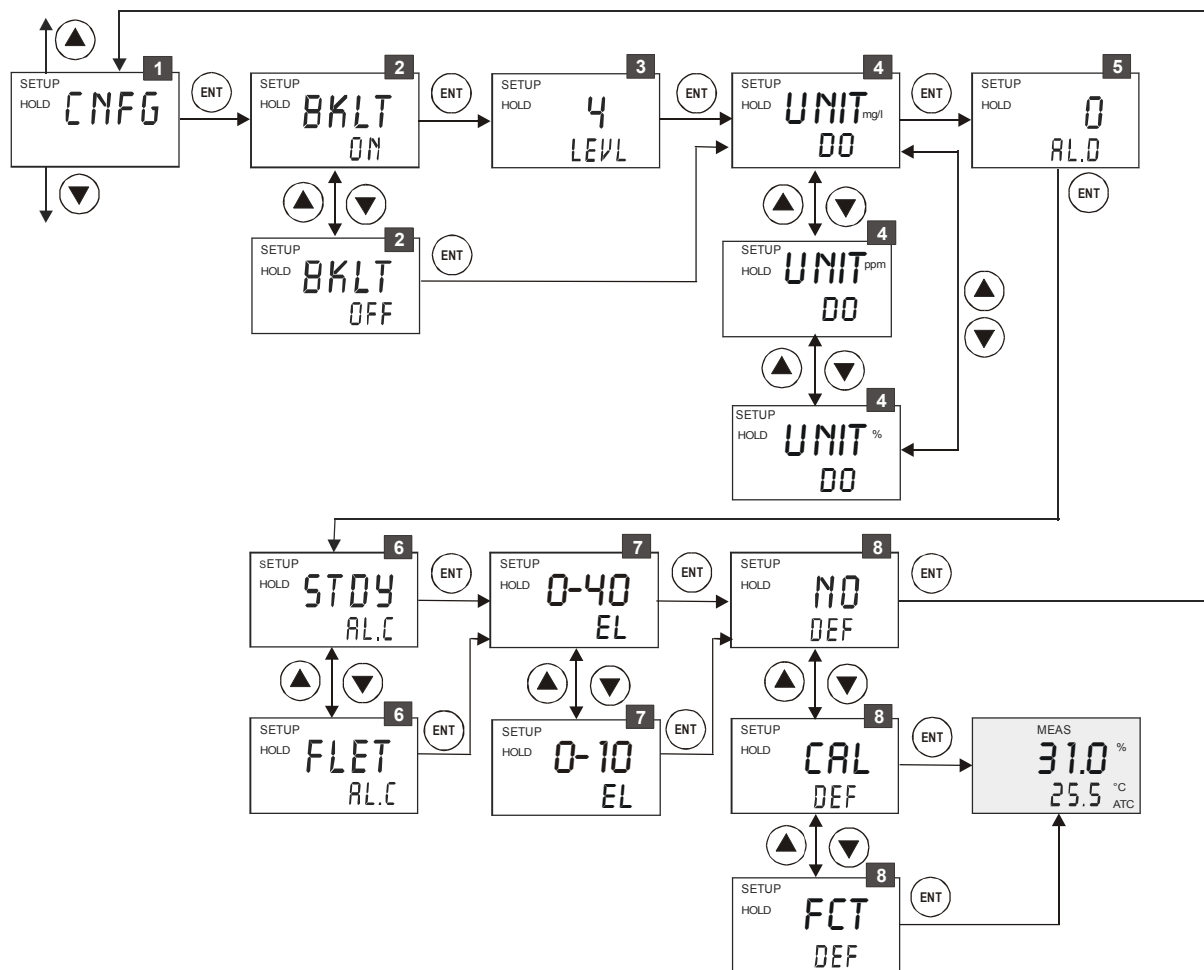 1
SETUP
HOLD
CNFG
ENT
2
SETUP
HOLD
BKLT
ON
ENT
3
SETUP
HOLD
4
LEVL
ENT
4
SETUP
HOLD
UNIT mg/l
DO
ENT
5
SETUP
HOLD
0
AL.D
ENT
2
SETUP
HOLD
BKLT
OFF
ENT
4
SETUP
HOLD
UNIT ppm
DO
4
SETUP
HOLD
UNIT %
DO
6
SETUP
HOLD
STDY
AL.C
ENT
7
SETUP
HOLD
0-40
EL
ENT
8
SETUP
HOLD
NO
DEF
ENT
6
SETUP
HOLD
FLET
AL.C
ENT
7
SETUP
HOLD
0-10
EL
ENT
8
SETUP
HOLD
CAL
DEF
ENT
MEAS
31.0 %
25.5 °C
ATC
8
SETUP
HOLD
FCT
DEF
ENT